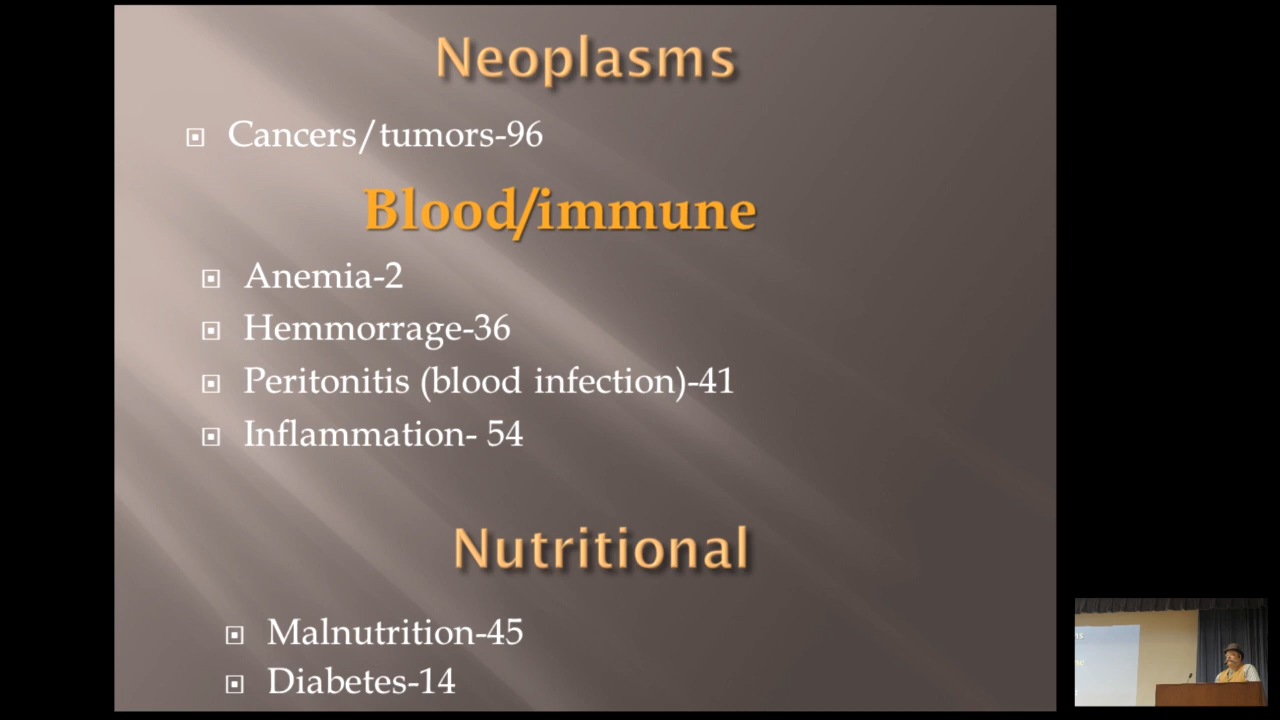 Neoplasms
Cancers/tumors-96
Blood/immune
Anemia-2
Hemmorrage-36
Peritonitis (blood infection)-41
Inflammation- 54
Nutritional
Malnutrition-45
Diabetes-14